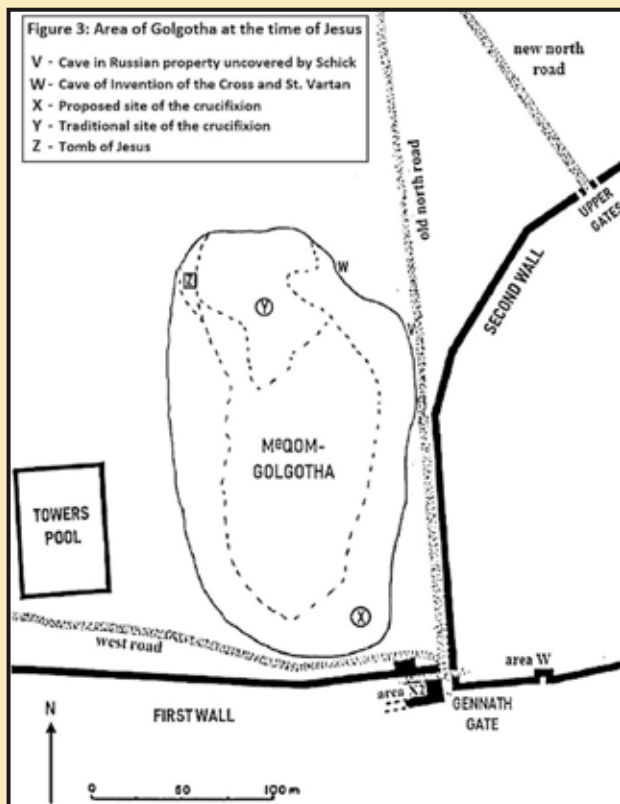 Figure 3: Area of Golgotha at the time of Jesus
V - Cave in Russian property uncovered by Schick
W - Cave of Invention of the Cross and St. Vartan
X - Proposed site of the crucifixion
Y - Traditional site of the crucifixion
Z - Tomb of Jesus
new north
road
UPPER
GATES
old north road
SECOND WALL
W
Z
Y
V
MᵉQOM-
GOLGOTHA
TOWERS
POOL
X
west road
area W
area X2
GENNATH
GATE
FIRST WALL
N
0 50 100 m